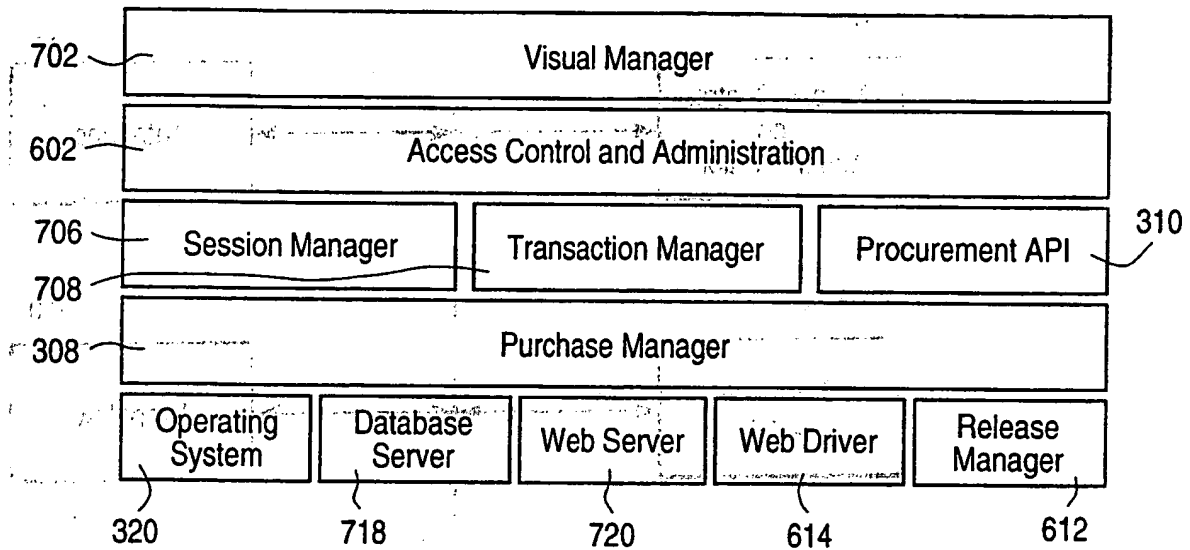 702
Visual Manager
602
Access Control and Administration
706
Session Manager
Transaction Manager
Procurement API
310
708
308
Purchase Manager
Operating
System
Database
Server
Web Server
Web Driver
Release
Manager
320
718
720
614
612